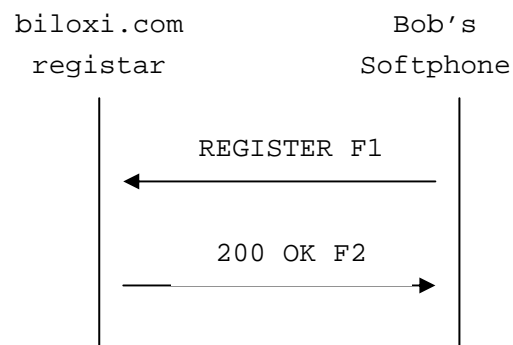 biloxi.com
registar
Bob's
Softphone
REGISTER F1
200 OK F2